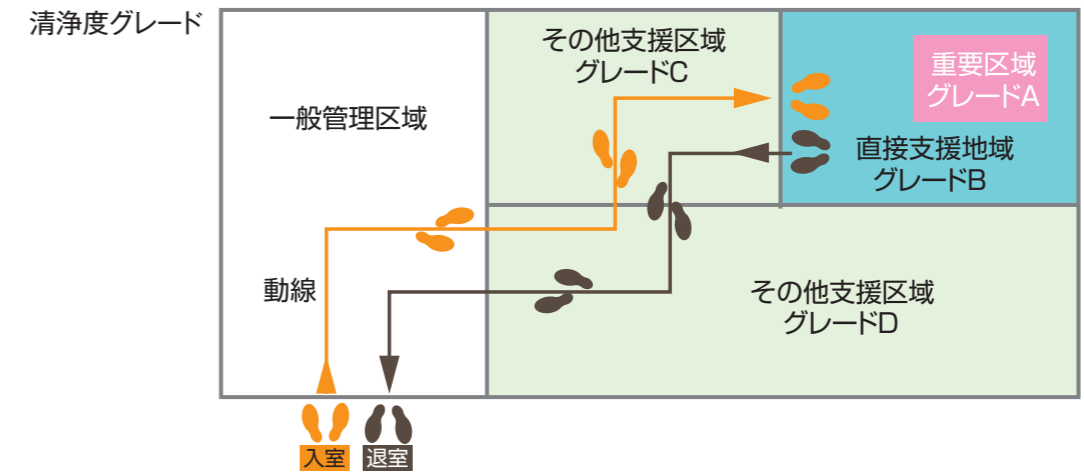 清浄度グレード
その他支援区域
グレードC
重要区域
グレードA
一般管理区域
直接支援地域
グレードB
動線
その他支援区域
グレードD
入室
退室